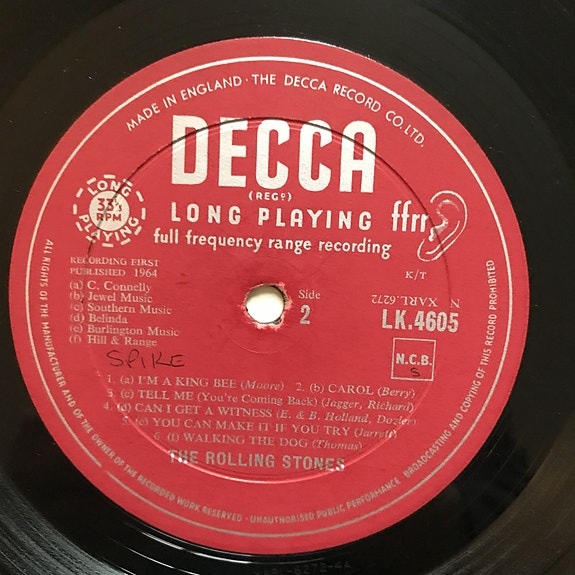 MADE IN ENGLAND · THE DECCA RECORD CO. LTD.
DECCA
(REGD)
LONG PLAYING
ffrr
full frequency range recording
LONG
33⅓
RPM
PLAYING
RECORDING FIRST
PUBLISHED 1964
K/T
(a) C. Connelly
(b) Jewel Music
(c) Southern Music
(d) Belinda
(e) Burlington Music
(f) Hill & Range
Side
2
N XARL.6272
LK.4605
N.C.B.
S
SPIKE
1. (a) I'M A KING BEE (Moore) 2. (b) CAROL (Berry)
3. (c) TELL ME (You're Coming Back) (Jagger, Richard)
4. (d) CAN I GET A WITNESS (E. & B. Holland, Dozier)
5. (e) YOU CAN MAKE IT IF YOU TRY (Jarrett)
6. (f) WALKING THE DOG (Thomas)
THE ROLLING STONES
ALL RIGHTS OF THE MANUFACTURER AND OF THE OWNER OF THE RECORDED WORK RESERVED · UNAUTHORISED PUBLIC PERFORMANCE BROADCASTING AND COPYING OF THIS RECORD PROHIBITED